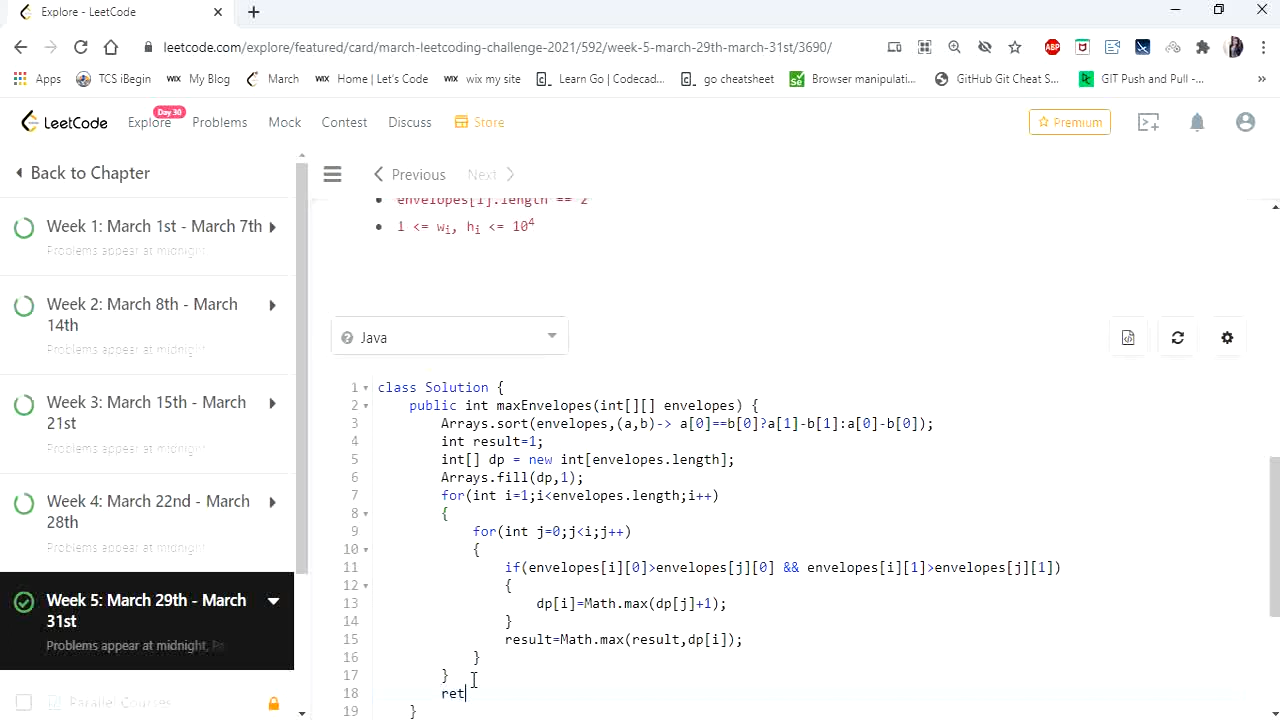 Explore - LeetCode
leetcode.com/explore/featured/card/march-leetcoding-challenge-2021/592/week-5-march-29th-march-31st/3690/
ABP
Apps TCS iBegin WIX My Blog March WIX Home | Let's Code WIX wix my site Learn Go | Codecad... go cheatsheet Browser manipulati... GitHub Git Cheat S... GIT Push and Pull -... »
LeetCode Explore Day 30 Problems Mock Contest Discuss Store Premium
Back to Chapter
Previous Next
Week 1: March 1st - March 7th
Problems appear at midnight
Week 2: March 8th - March
14th
Problems appear at midnight
Week 3: March 15th - March
21st
Problems appear at midnight
Week 4: March 22nd - March
28th
Problems appear at midnight
Week 5: March 29th - March
31st
Problems appear at midnight,
Parallel Courses
envelopes[i].length == 2
1 <= wi, hi <= 10^4
Java
1 class Solution {
2 public int maxEnvelopes(int[][] envelopes) {
3 Arrays.sort(envelopes,(a,b)-> a[0]==b[0]?a[1]-b[1]:a[0]-b[0]);
4 int result=1;
5 int[] dp = new int[envelopes.length];
6 Arrays.fill(dp,1);
7 for(int i=1;i<envelopes.length;i++)
8 {
9 for(int j=0;j<i;j++)
10 {
11 if(envelopes[i][0]>envelopes[j][0] && envelopes[i][1]>envelopes[j][1])
12 {
13 dp[i]=Math.max(dp[j]+1);
14 }
15 result=Math.max(result,dp[i]);
16 }
17 }
18 ret
19 }